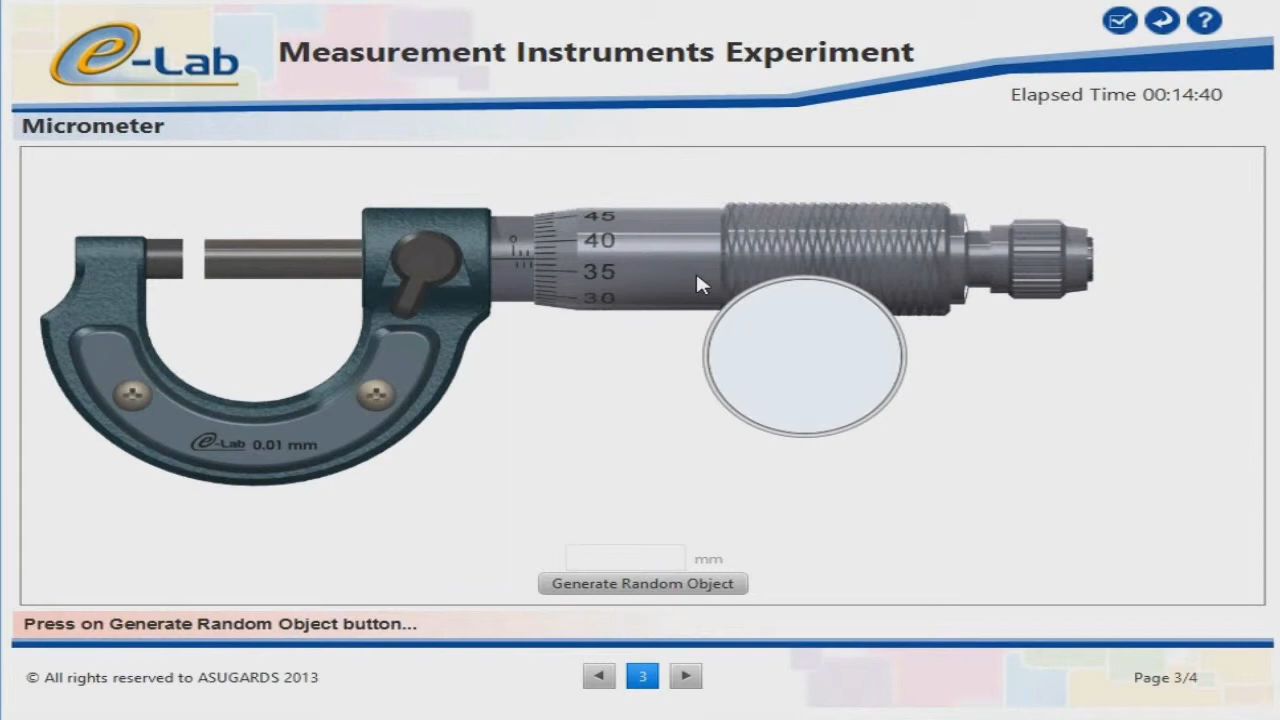 e-Lab
Measurement Instruments Experiment
?
Elapsed Time 00:14:40
Micrometer
0
45
40
35
30
e-Lab 0.01 mm
mm
Generate Random Object
Press on Generate Random Object button...
© All rights reserved to ASUGARDS 2013
3
Page 3/4